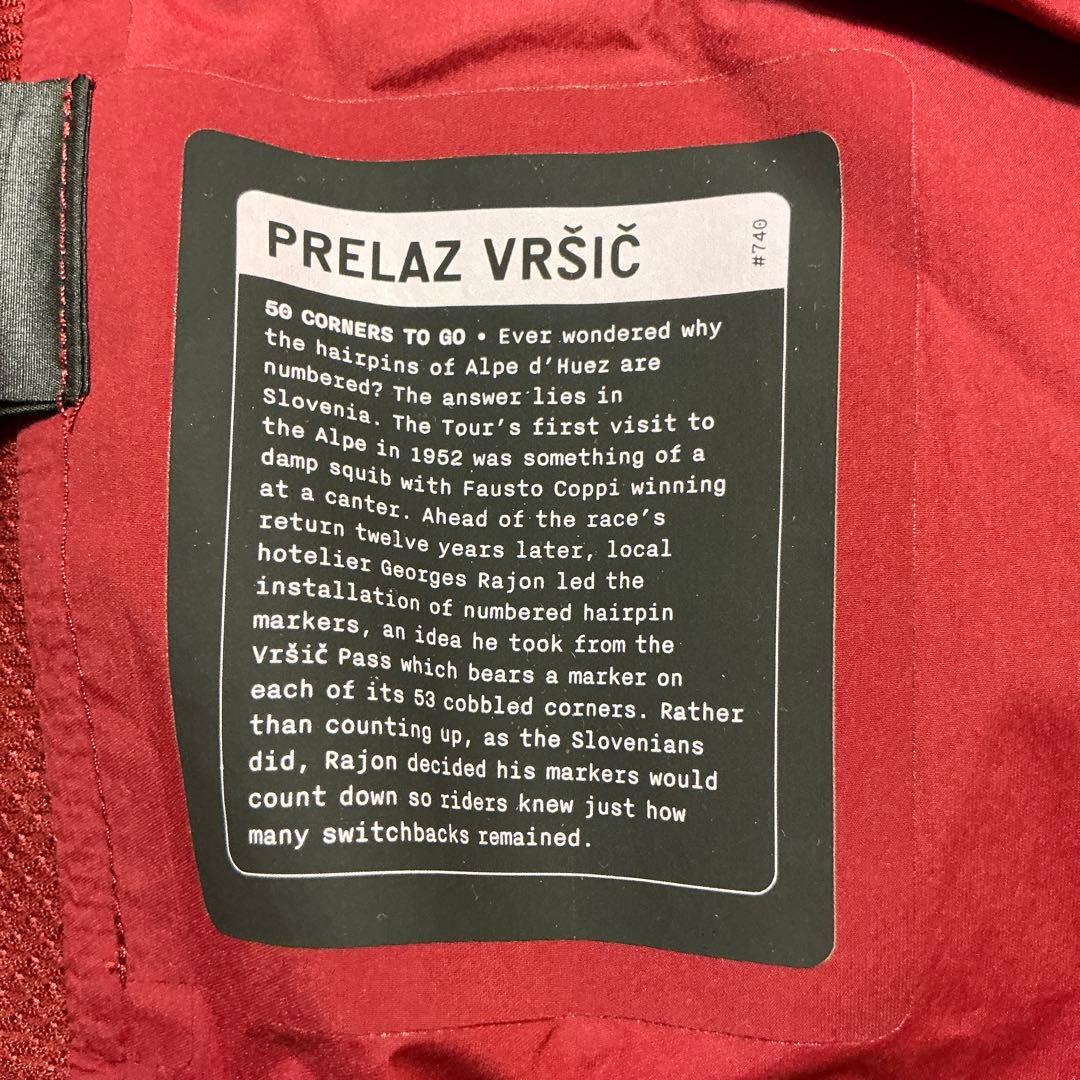 PRELAZ VRŠIČ
#740
50 CORNERS TO GO • Ever wondered why
the hairpins of Alpe d'Huez are
numbered? The answer lies in
Slovenia. The Tour's first visit to
the Alpe in 1952 was something of a
damp squib with Fausto Coppi winning
at a canter. Ahead of the race's
return twelve years later, local
hotelier Georges Rajon led the
installation of numbered hairpin
markers, an idea he took from the
Vršič Pass which bears a marker on
each of its 53 cobbled corners. Rather
than counting up, as the Slovenians
did, Rajon decided his markers would
count down so riders knew just how
many switchbacks remained.